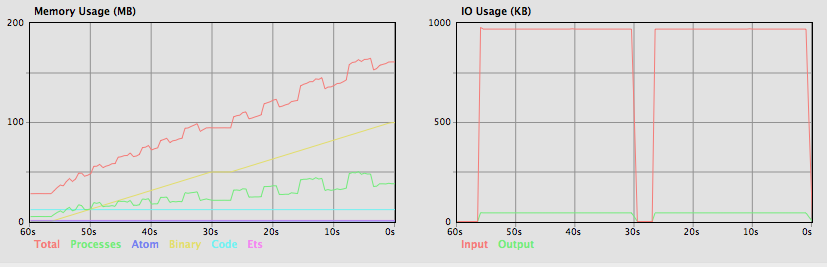 Memory Usage (MB)
200
100
0
60s 50s 40s 30s 20s 10s 0s
Total Processes Atom Binary Code Ets
IO Usage (KB)
1000
500
0
60s 50s 40s 30s 20s 10s 0s
Input Output